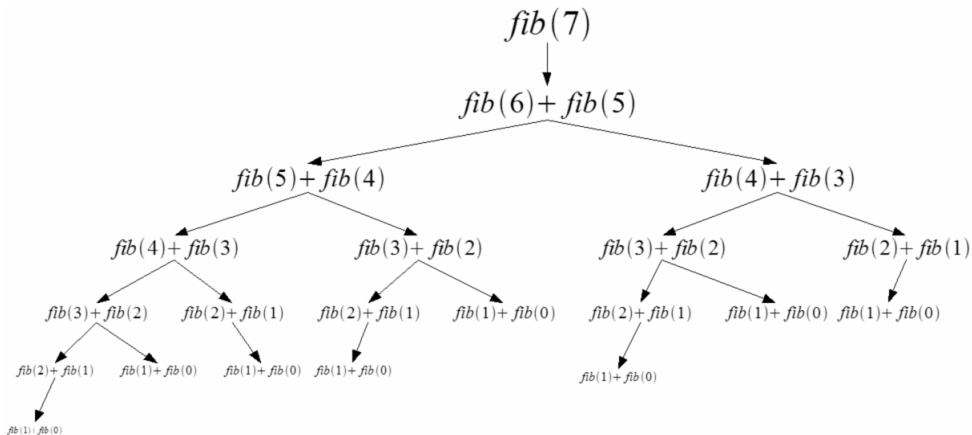 fib(7)
fib(6)+fib(5)
fib(5)+fib(4) fib(4)+fib(3)
fib(4)+fib(3) fib(3)+fib(2) fib(3)+fib(2) fib(2)+fib(1)
fib(3)+fib(2) fib(2)+fib(1) fib(2)+fib(1) fib(1)+fib(0) fib(2)+fib(1) fib(1)+fib(0) fib(1)+fib(0)
fib(2)+fib(1) fib(1)+fib(0) fib(1)+fib(0) fib(1)+fib(0) fib(1)+fib(0)
fib(1)+fib(0)